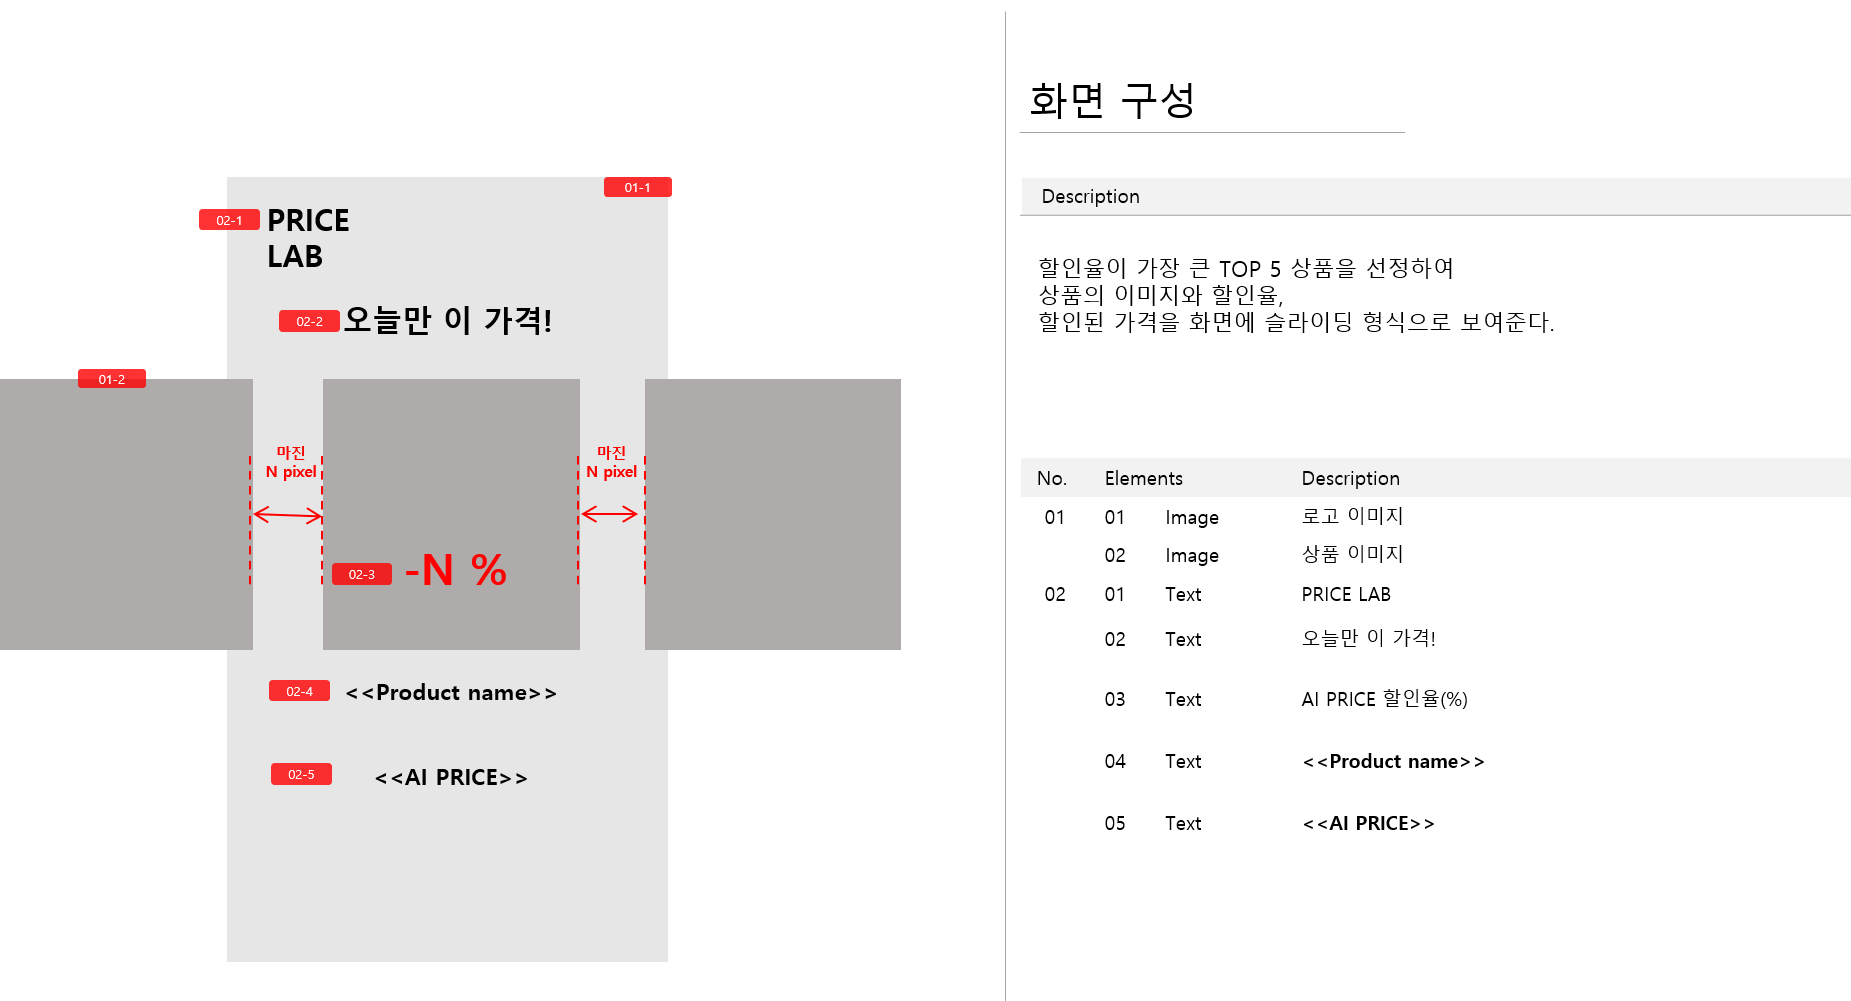 01-1
02-1
PRICE
LAB
02-2
오늘만 이 가격!
01-2
마진
N pixel
마진
N pixel
02-3
-N %
02-4
<<Product name>>
02-5
<<AI PRICE>>
화면 구성
Description
할인율이 가장 큰 TOP 5 상품을 선정하여
상품의 이미지와 할인율,
할인된 가격을 화면에 슬라이딩 형식으로 보여준다.
No. Elements Description
01 01 Image 로고 이미지
02 Image 상품 이미지
02 01 Text PRICE LAB
02 Text 오늘만 이 가격!
03 Text AI PRICE 할인율(%)
04 Text <<Product name>>
05 Text <<AI PRICE>>